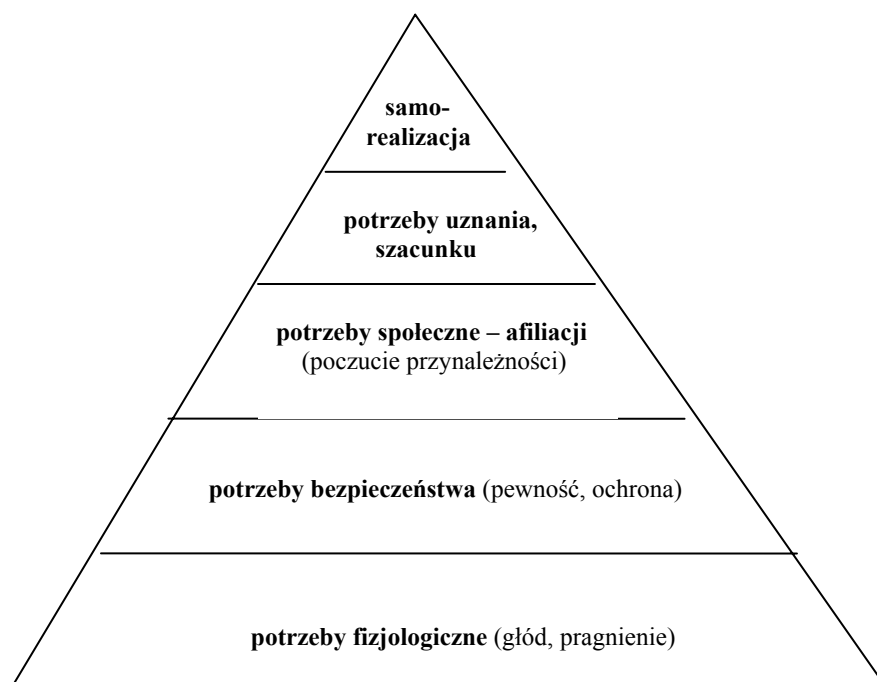 samo-
realizacja
potrzeby uznania,
szacunku
potrzeby społeczne – afiliacji
(poczucie przynależności)
potrzeby bezpieczeństwa (pewność, ochrona)
potrzeby fizjologiczne (głód, pragnienie)